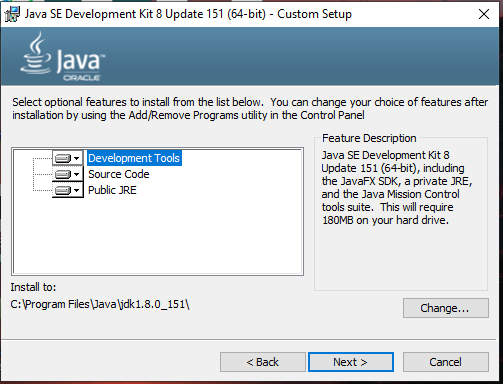 Java SE Development Kit 8 Update 151 (64-bit) - Custom Setup
Java
ORACLE
Select optional features to install from the list below.  You can change your choice of features after
installation by using the Add/Remove Programs utility in the Control Panel
Development Tools
Source Code
Public JRE
Feature Description
Java SE Development Kit 8
Update 151 (64-bit), including
the JavaFX SDK, a private JRE,
and the Java Mission Control
tools suite.  This will require
180MB on your hard drive.
Install to:
C:\Program Files\Java\jdk1.8.0_151\
Change...
< Back
Next >
Cancel